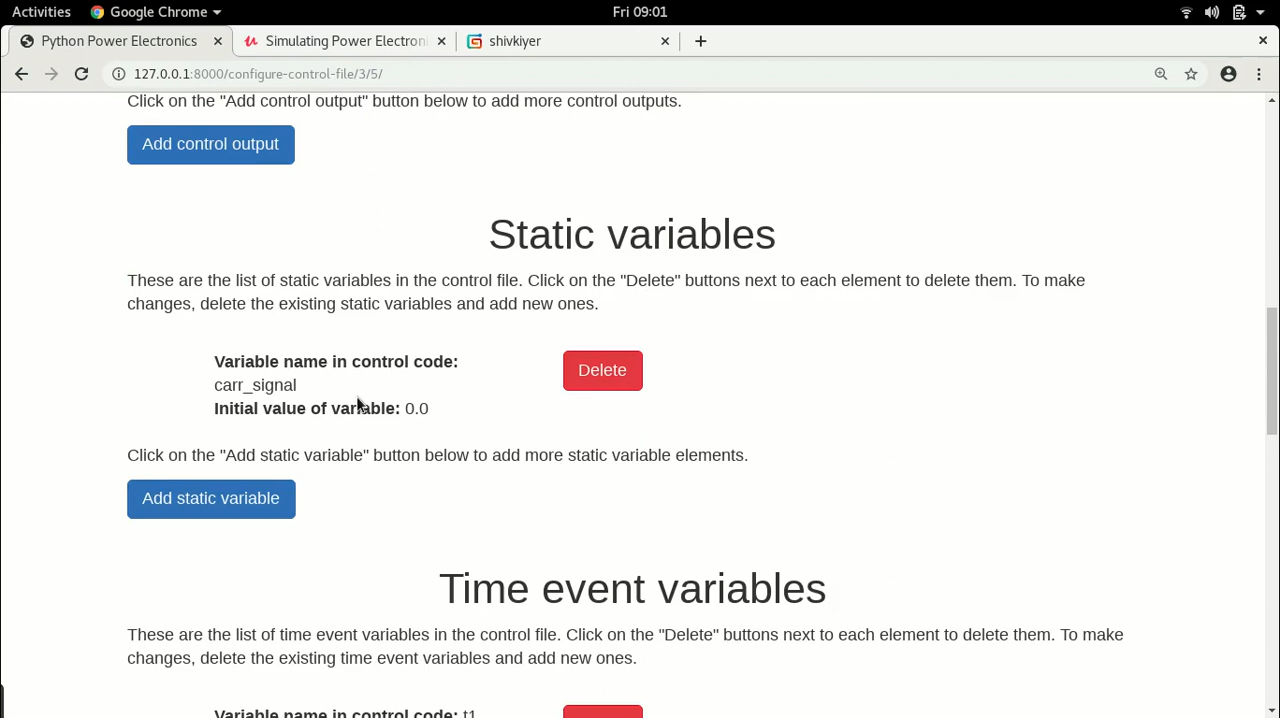 Activities Google Chrome Fri 09:01
Python Power Electronics Simulating Power Electroni shivkiyer
127.0.0.1:8000/configure-control-file/3/5/
Click on the "Add control output" button below to add more control outputs.
Add control output
Static variables
These are the list of static variables in the control file. Click on the "Delete" buttons next to each element to delete them. To make
changes, delete the existing static variables and add new ones.
Variable name in control code:
Delete
carr_signal
Initial value of variable: 0.0
Click on the "Add static variable" button below to add more static variable elements.
Add static variable
Time event variables
These are the list of time event variables in the control file. Click on the "Delete" buttons next to each element to delete them. To make
changes, delete the existing time event variables and add new ones.
Variable name in control code: t1